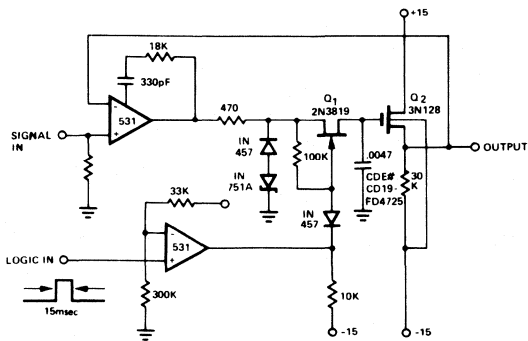 +15
18K
330pF
Q1
2N3819
Q2
3N128
-
531
+
470
SIGNAL
IN
OUTPUT
IN
457
100K
.0047
CDE#
CD19-
FD4725
30
K
IN
751A
33K
IN
457
-
531
+
LOGIC IN
300K
10K
15msec
-15
-15